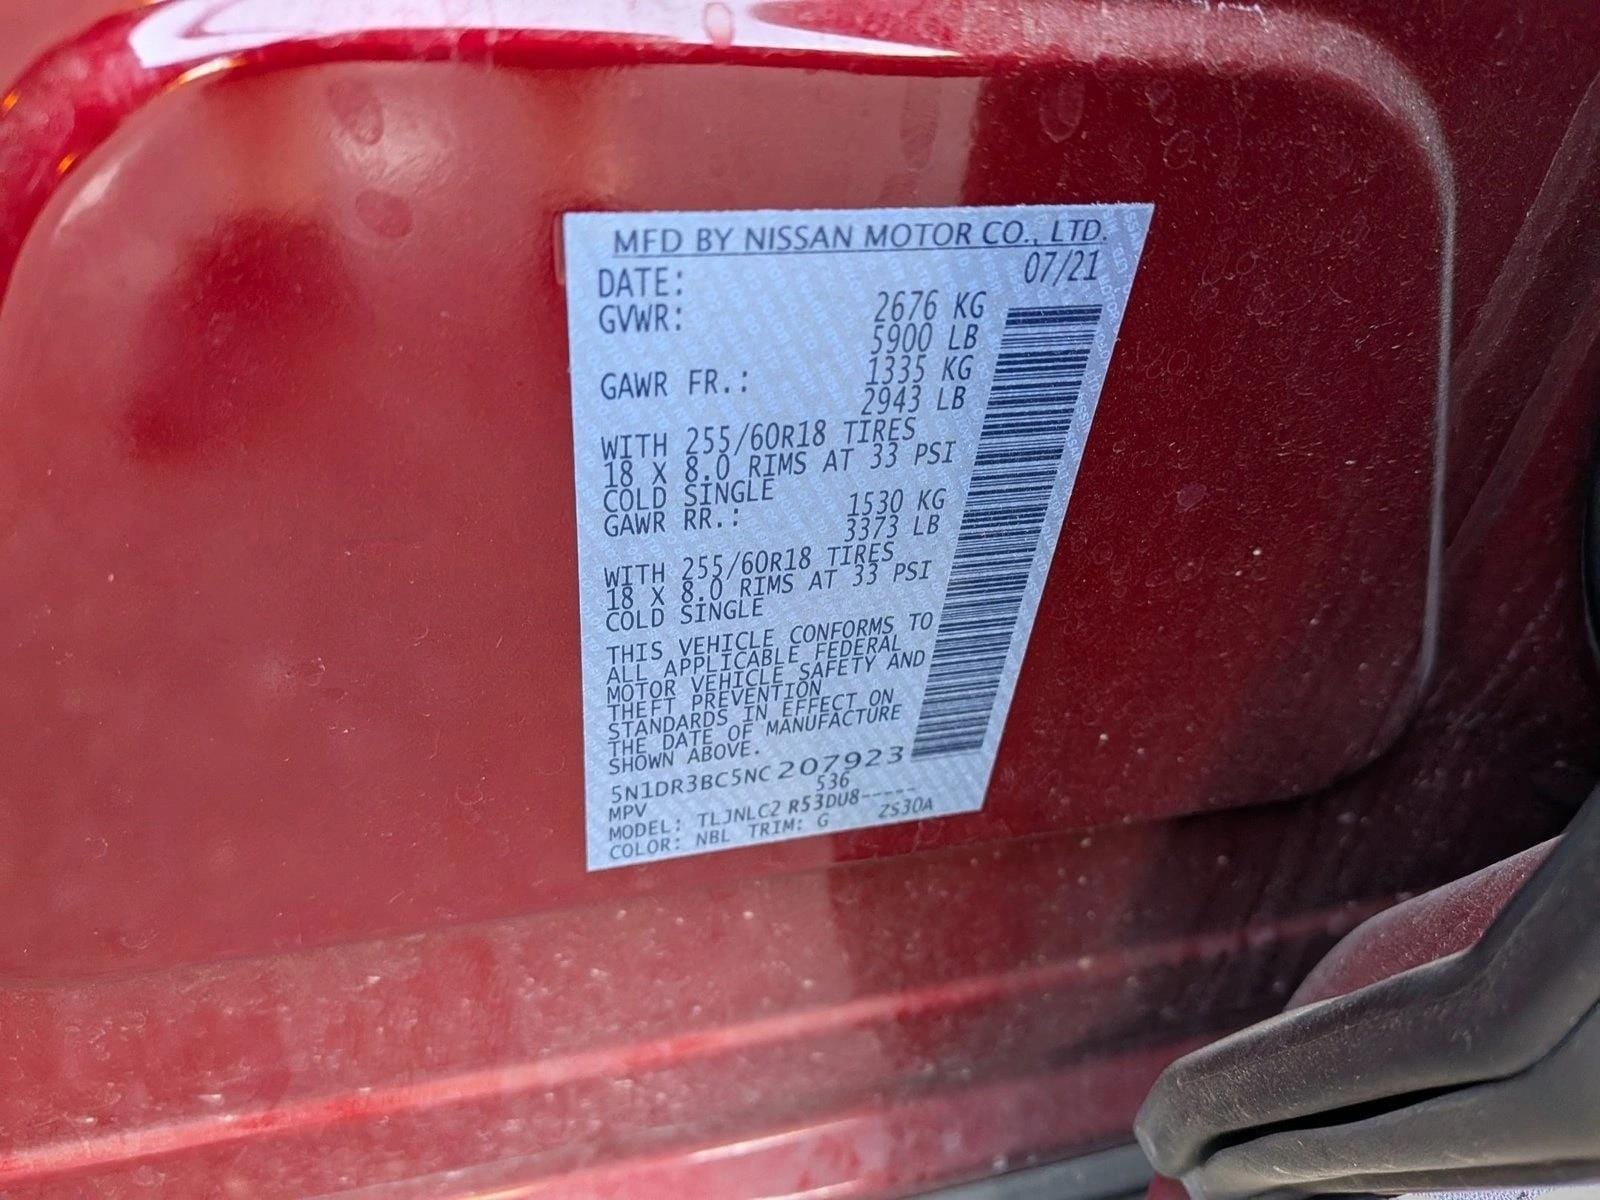 MFD BY NISSAN MOTOR CO., LTD.
DATE: 07/21
GVWR: 2676 KG
5900 LB
GAWR FR.: 1335 KG
2943 LB
WITH 255/60R18 TIRES
18 X 8.0 RIMS AT 33 PSI
COLD SINGLE
GAWR RR.: 1530 KG
3373 LB
WITH 255/60R18 TIRES
18 X 8.0 RIMS AT 33 PSI
COLD SINGLE
THIS VEHICLE CONFORMS TO
ALL APPLICABLE FEDERAL
MOTOR VEHICLE SAFETY AND
THEFT PREVENTION
STANDARDS IN EFFECT ON
THE DATE OF MANUFACTURE
SHOWN ABOVE.
5N1DR3BC5NC207923
MPV 536
MODEL: TLJNLC2 R53DU8-----
COLOR: NBL TRIM: G ZS30A